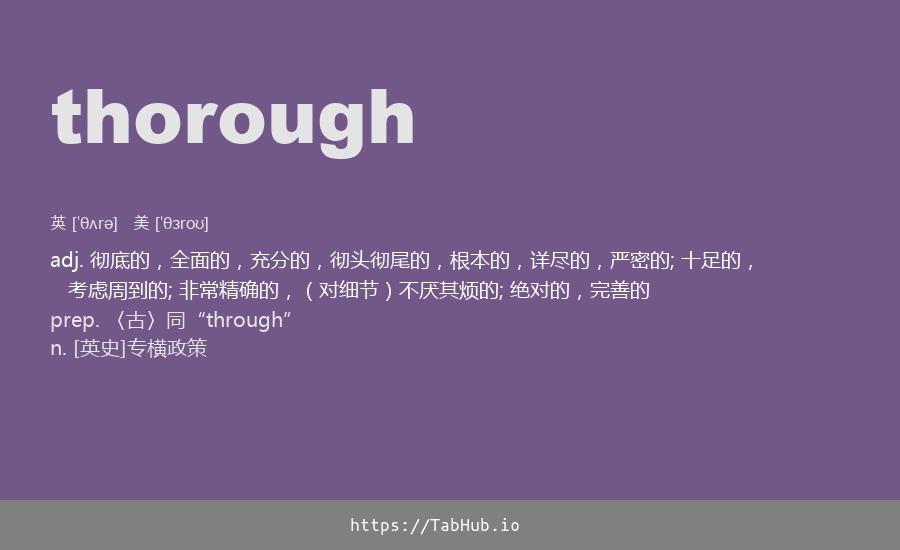 thorough
英 [ˈθʌrə] 美 [ˈθɜroʊ]
adj. 彻底的，全面的，充分的，彻头彻尾的，根本的，详尽的，严密的; 十足的，
考虑周到的; 非常精确的，（对细节）不厌其烦的; 绝对的，完善的
prep. 〈古〉同“through”
n. [英史]专横政策
https://TabHub.io